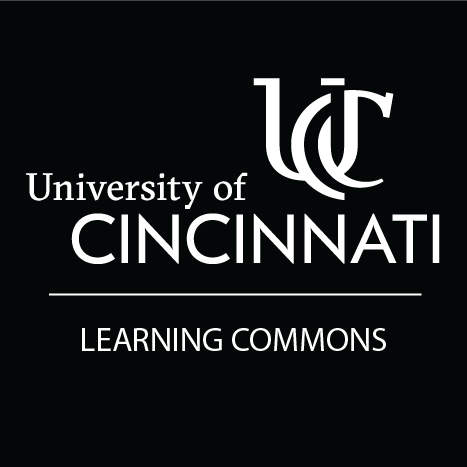 UC
University of
CINCINNATI
LEARNING COMMONS